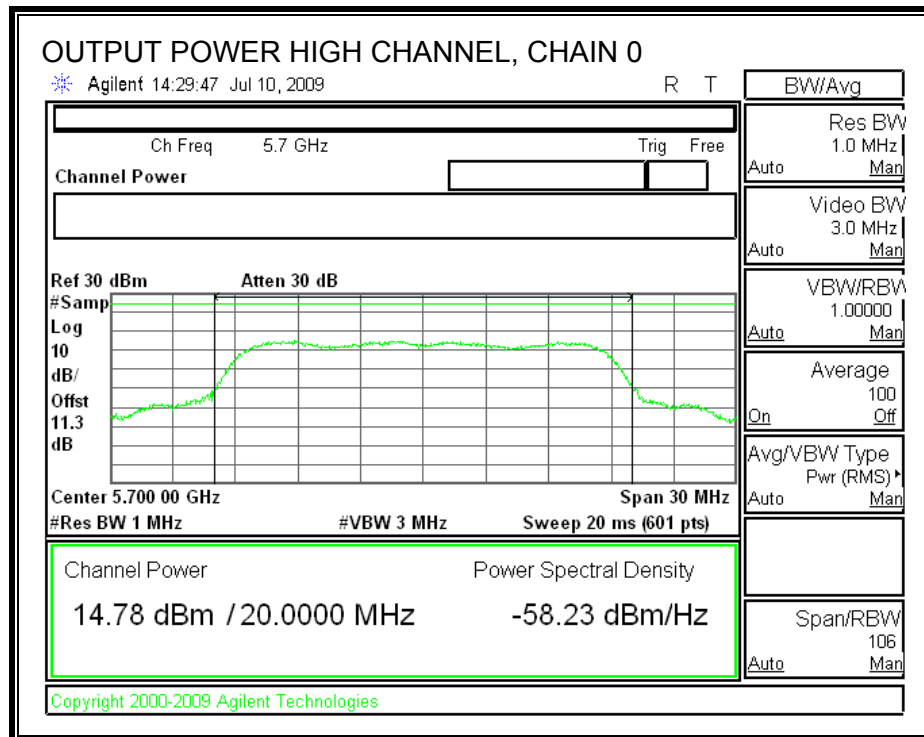 OUTPUT POWER HIGH CHANNEL, CHAIN 0
Agilent 14:29:47 Jul 10, 2009
R T
Ch Freq 5.7 GHz
Trig Free
Channel Power
Ref 30 dBm
Atten 30 dB
#Samp
Log
10
dB/
Offst
11.3
dB
Center 5.700 00 GHz
Span 30 MHz
#Res BW 1 MHz
#VBW 3 MHz
Sweep 20 ms (601 pts)
Channel Power
Power Spectral Density
14.78 dBm / 20.0000 MHz
-58.23 dBm/Hz
Copyright 2000-2009 Agilent Technologies
BW/Avg
Res BW
1.0 MHz
Auto Man
Video BW
3.0 MHz
Auto Man
VBW/RBW
1.00000
Auto Man
Average
100
On Off
Avg/VBW Type
Pwr (RMS)
Auto Man
Span/RBW
106
Auto Man